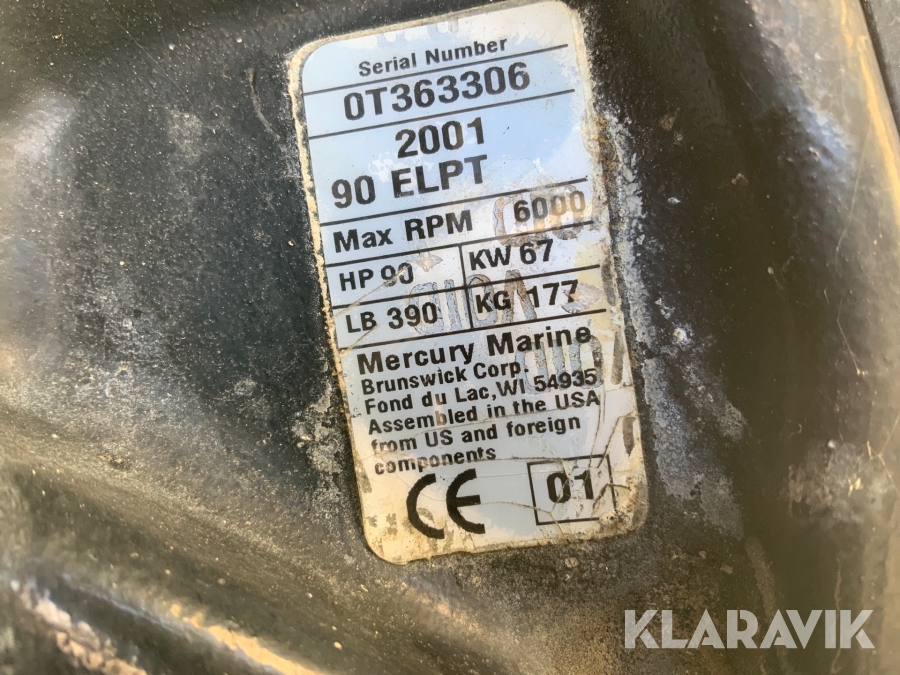 Serial Number
0T363306
2001
90 ELPT
Max RPM 6000
HP 90 KW 67
LB 390 KG 177
Mercury Marine
Brunswick Corp.
Fond du Lac, WI 54935
Assembled in the USA
from US and foreign
components
CE 01
VOID
KLARAVIK